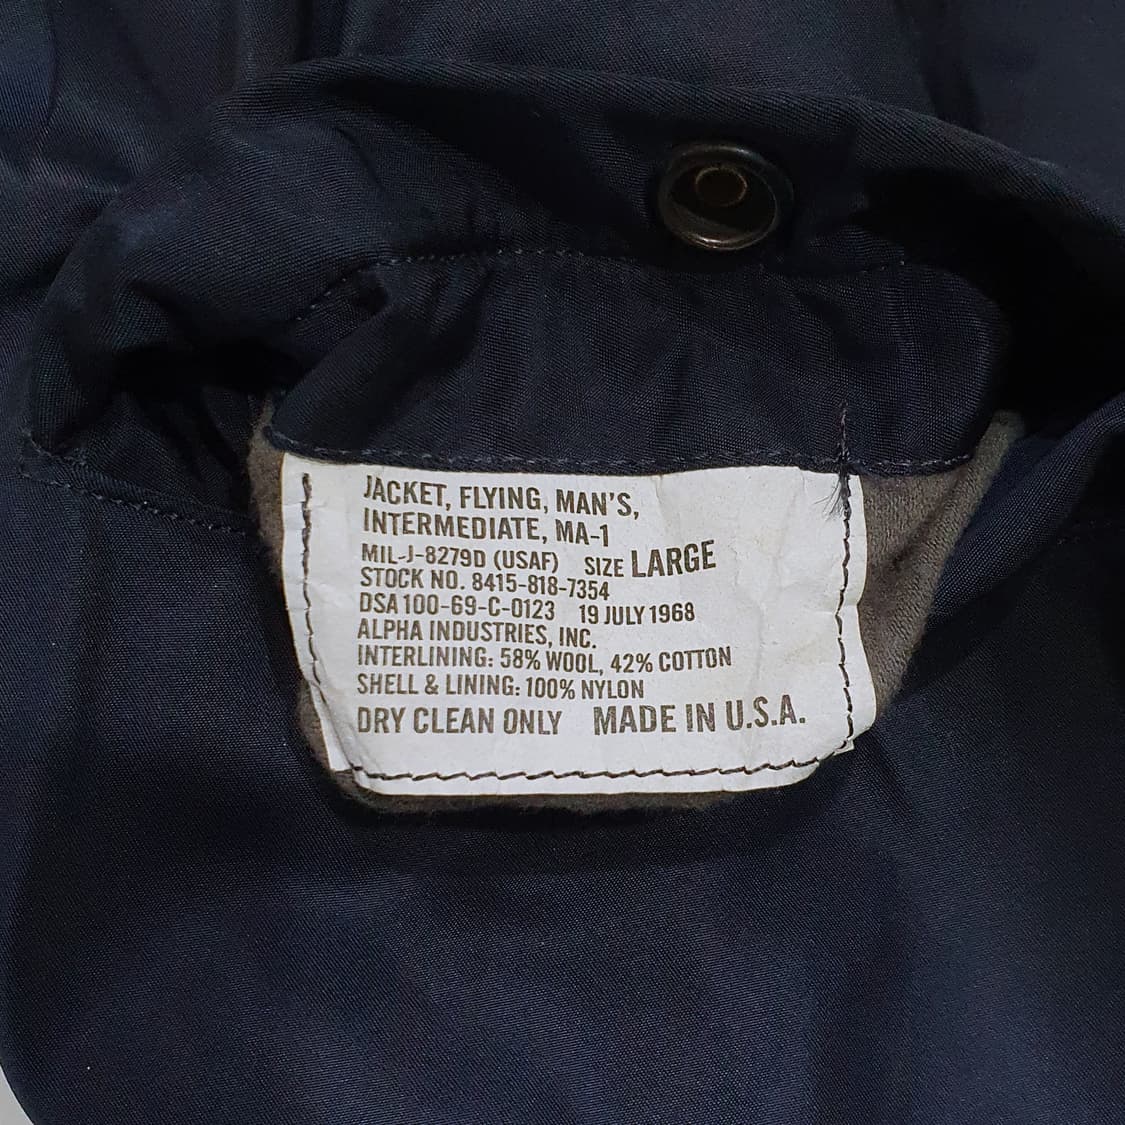 JACKET, FLYING, MAN'S,
INTERMEDIATE, MA-1
MIL-J-8279D (USAF) SIZE LARGE
STOCK NO. 8415-818-7354
DSA 100-69-C-0123 19 JULY 1968
ALPHA INDUSTRIES, INC.
INTERLINING: 58% WOOL, 42% COTTON
SHELL & LINING: 100% NYLON
DRY CLEAN ONLY MADE IN U.S.A.